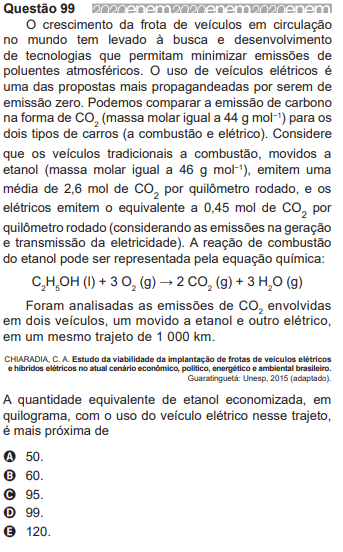 Questão 99 2020enem2020enem2020enem
O crescimento da frota de veículos em circulação
no mundo tem levado à busca e desenvolvimento
de tecnologias que permitam minimizar emissões de
poluentes atmosféricos. O uso de veículos elétricos é
uma das propostas mais propagandeadas por serem de
emissão zero. Podemos comparar a emissão de carbono
na forma de CO₂ (massa molar igual a 44 g mol⁻¹) para os
dois tipos de carros (a combustão e elétrico). Considere
que os veículos tradicionais a combustão, movidos a
etanol (massa molar igual a 46 g mol⁻¹), emitem uma
média de 2,6 mol de CO₂ por quilômetro rodado, e os
elétricos emitem o equivalente a 0,45 mol de CO₂ por
quilômetro rodado (considerando as emissões na geração
e transmissão da eletricidade). A reação de combustão
do etanol pode ser representada pela equação química:
C₂H₅OH (l) + 3 O₂ (g) → 2 CO₂ (g) + 3 H₂O (g)
Foram analisadas as emissões de CO₂ envolvidas
em dois veículos, um movido a etanol e outro elétrico,
em um mesmo trajeto de 1 000 km.
CHIARADIA, C. A. Estudo da viabilidade da implantação de frotas de veículos elétricos
e híbridos elétricos no atual cenário econômico, político, energético e ambiental brasileiro.
Guaratinguetá: Unesp, 2015 (adaptado).
A quantidade equivalente de etanol economizada, em
quilograma, com o uso do veículo elétrico nesse trajeto,
é mais próxima de
A 50.
B 60.
C 95.
D 99.
E 120.